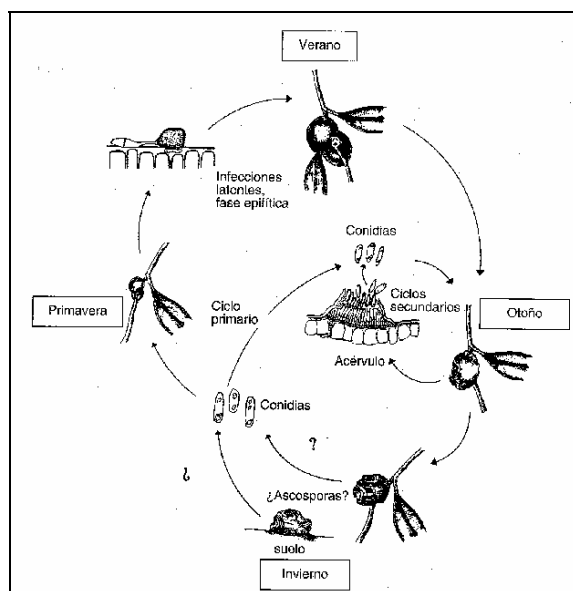 Verano
Infecciones
latentes,
fase epifítica
Conidias
Ciclos
secundarios
Ciclo
primario
Primavera
Otoño
Acérvulo
Conidias
?
¿
¿Ascosporas?
suelo
Invierno